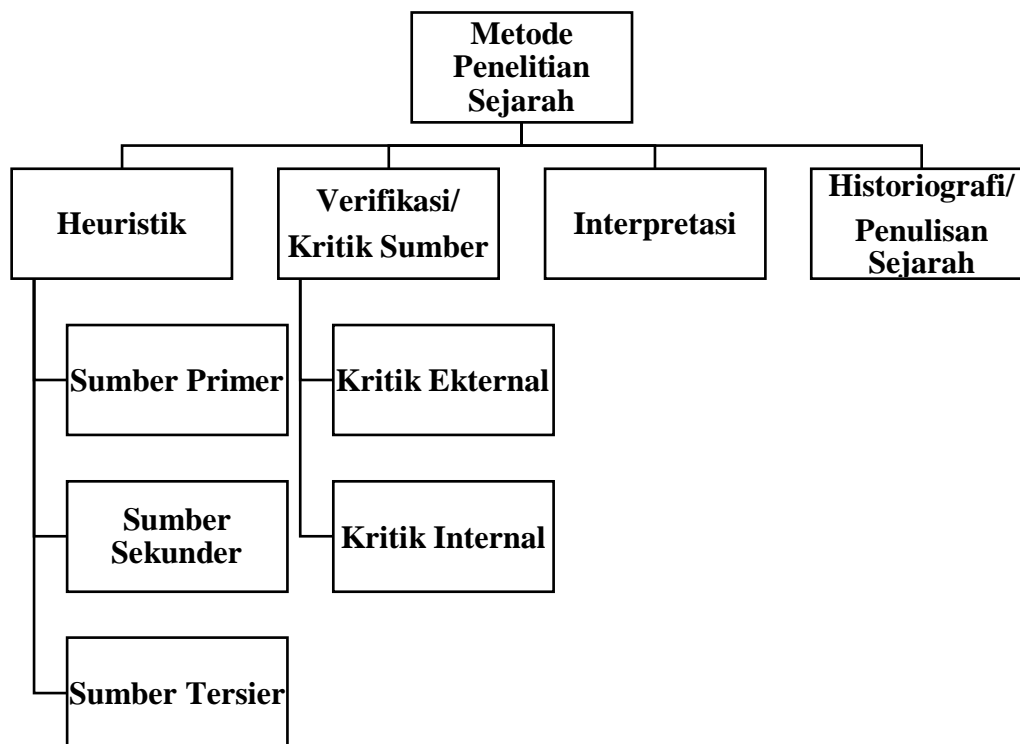 Metode
Penelitian
Sejarah
Heuristik
Verifikasi/
Kritik Sumber
Interpretasi
Historiografi/
Penulisan
Sejarah
Sumber Primer
Kritik Ekternal
Sumber
Sekunder
Kritik Internal
Sumber Tersier